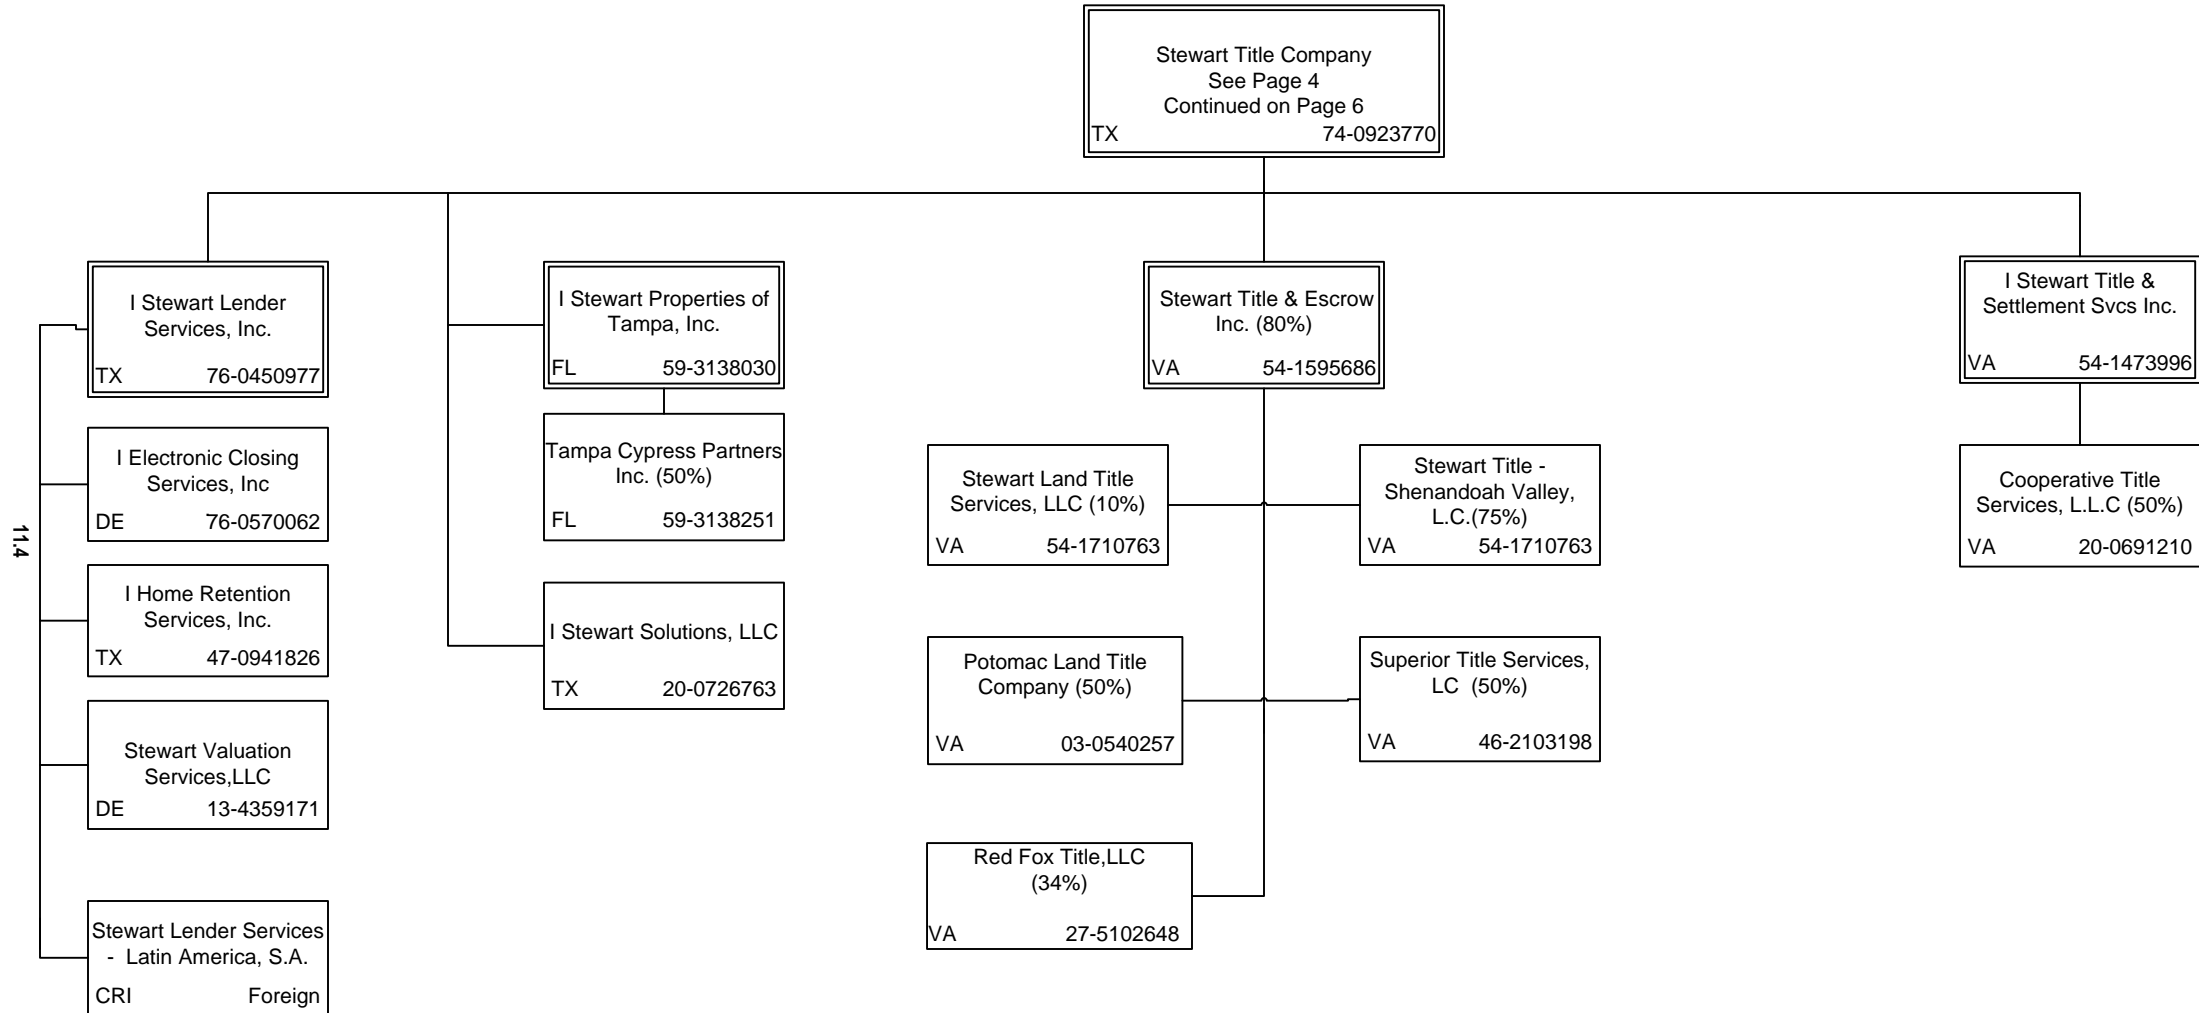 Stewart Title Company
See Page 4
Continued on Page 6
TX 74-0923770
I Stewart Lender
Services, Inc.
TX 76-0450977
I Electronic Closing
Services, Inc
DE 76-0570062
I Home Retention
Services, Inc.
TX 47-0941826
Stewart Valuation
Services,LLC
DE 13-4359171
Stewart Lender Services
- Latin America, S.A.
CRI Foreign
I Stewart Properties of
Tampa, Inc.
FL 59-3138030
Tampa Cypress Partners
Inc. (50%)
FL 59-3138251
I Stewart Solutions, LLC
TX 20-0726763
Stewart Title & Escrow
Inc. (80%)
VA 54-1595686
Stewart Land Title
Services, LLC (10%)
VA 54-1710763
Stewart Title -
Shenandoah Valley,
L.C.(75%)
VA 54-1710763
Potomac Land Title
Company (50%)
VA 03-0540257
Superior Title Services,
LC (50%)
VA 46-2103198
Red Fox Title,LLC
(34%)
VA 27-5102648
I Stewart Title &
Settlement Svcs Inc.
VA 54-1473996
Cooperative Title
Services, L.L.C (50%)
VA 20-0691210
11.4